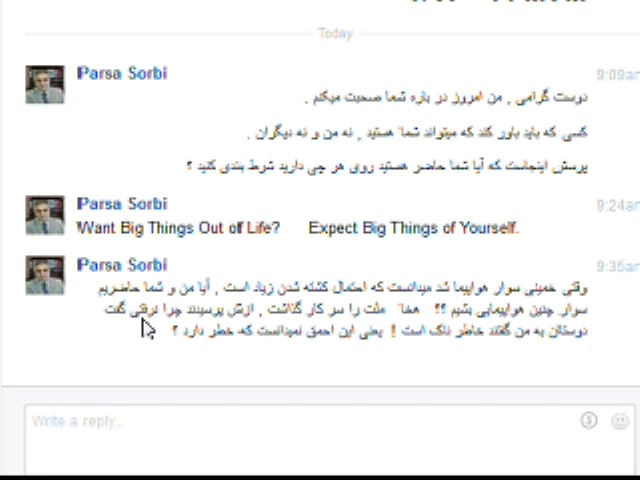 Today
Parsa Sorbi
9:09am
دوست گرامی , من امروز در باره شما صحبت میکنم .
کسی که باید باور کند که میتواند شما هستید , نه من و نه دیگران .
پرسش اینجاست که آیا شما حاضر هستید روی هر چی دارید شرط بندی کنید ؟
Parsa Sorbi
9:24am
Want Big Things Out of Life? Expect Big Things of Yourself.
Parsa Sorbi
9:35am
وقتی خمینی سوار هواپیما شد میدانست که احتمال کشته شدن زیاد است , آیا من و شما حاضریم
سوار چنین هواپیمایی بشیم ؟؟ هخا ملت را سر کار گذاشت , ازش پرسیدند چرا نرفتی گفت
دوستان به من گفتند خاطر ناک است ! یعنی این احمق نمیدانست که خطر دارد ؟
Write a reply...